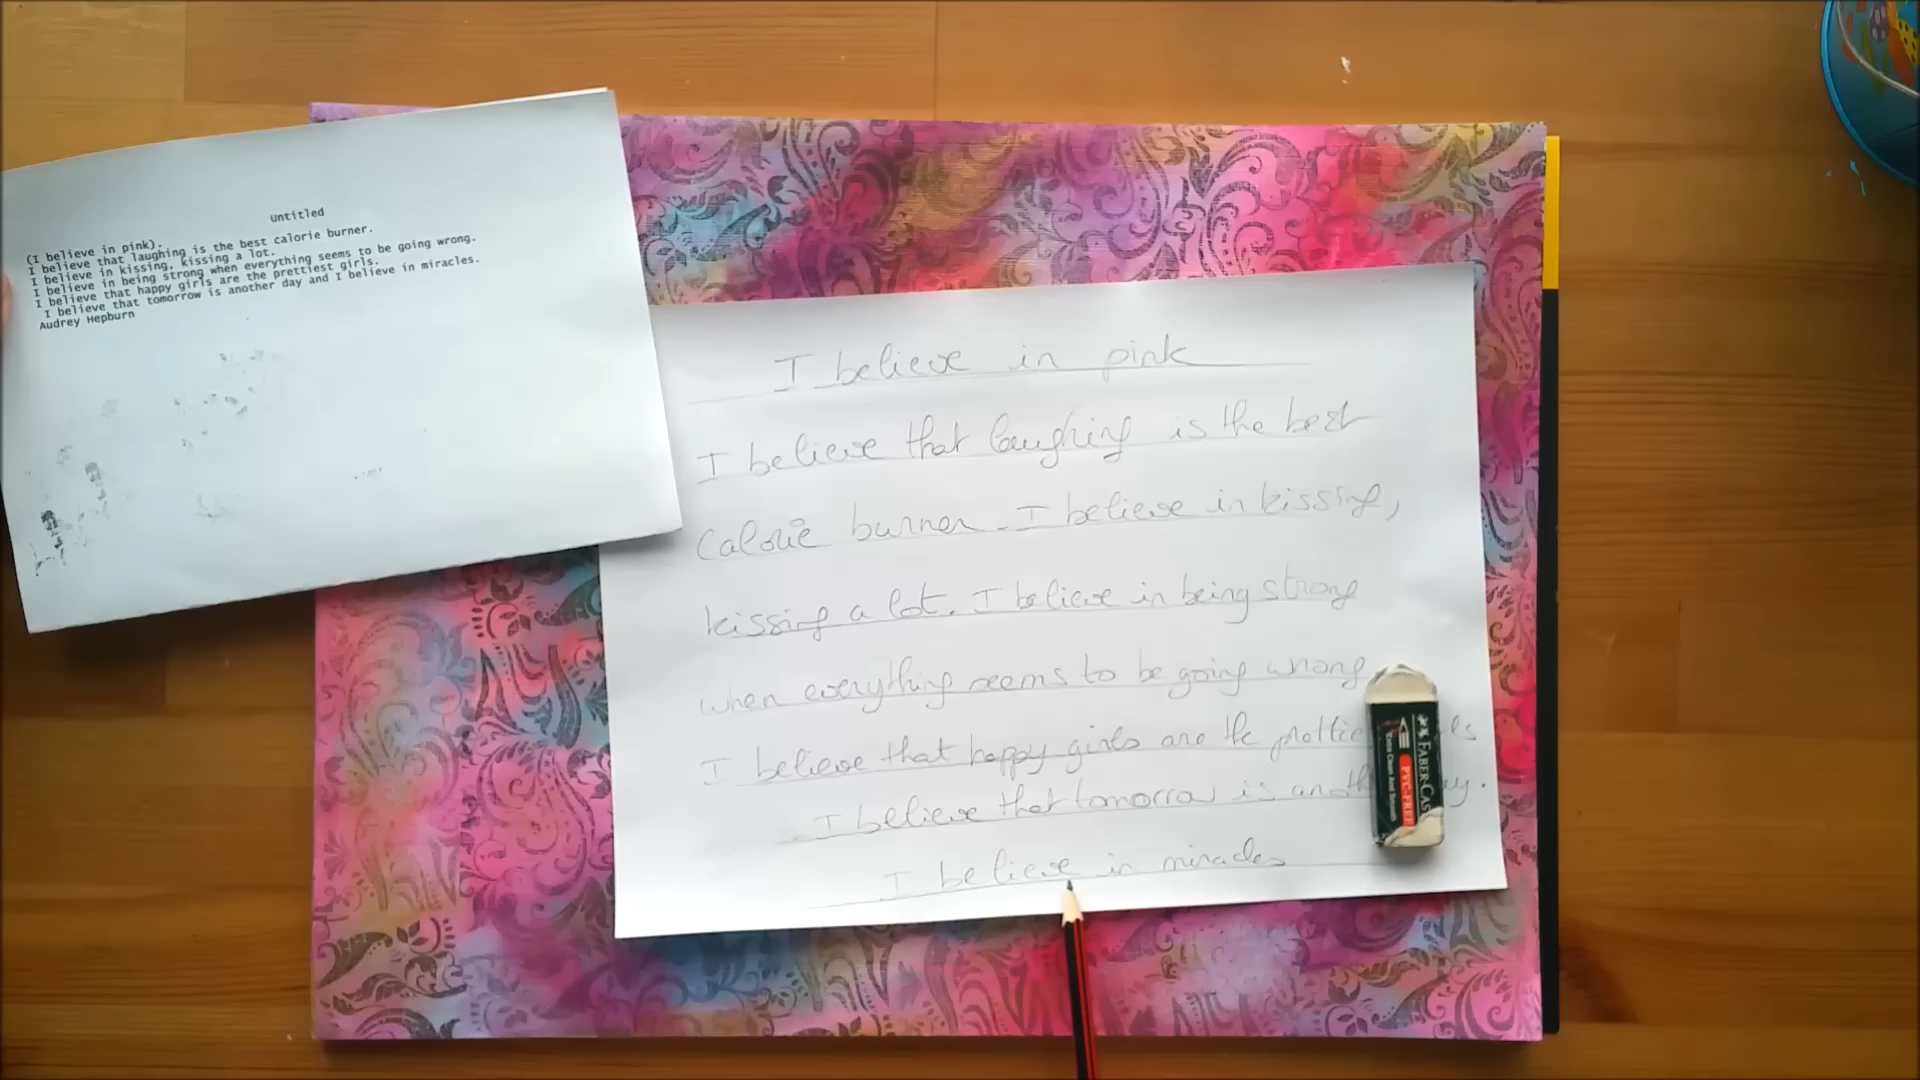 Untitled
(I believe in pink).
I believe that laughing is the best calorie burner.
I believe in kissing, kissing a lot.
I believe in being strong when everything seems to be going wrong.
I believe that happy girls are the prettiest girls.
I believe that tomorrow is another day and I believe in miracles.
Audrey Hepburn
I believe in pink
I believe that laughing is the best
Calorie burner. I believe in kissing,
kissing a lot. I believe in being strong
when everything seems to be going wrong
I believe that happy girls are the
I believe that tomorrow is
I believe in miracles
FABER-CAS
PVC-FREE